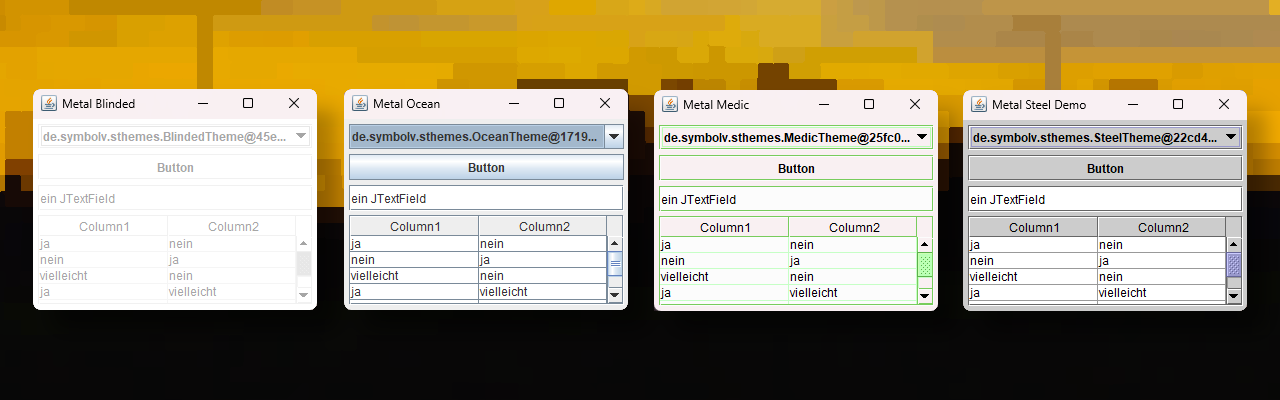 Metal Blinded
de.symbolv.sthemes.BlindedTheme@45e...
Button
ein JTextField
Column1 Column2
ja nein
nein ja
vielleicht nein
ja vielleicht
Metal Ocean
de.symbolv.sthemes.OceanTheme@1719...
Button
ein JTextField
Column1 Column2
ja nein
nein ja
vielleicht nein
ja vielleicht
Metal Medic
de.symbolv.sthemes.MedicTheme@25fc0...
Button
ein JTextField
Column1 Column2
ja nein
nein ja
vielleicht nein
ja vielleicht
Metal Steel Demo
de.symbolv.sthemes.SteelTheme@22cd4...
Button
ein JTextField
Column1 Column2
ja nein
nein ja
vielleicht nein
ja vielleicht